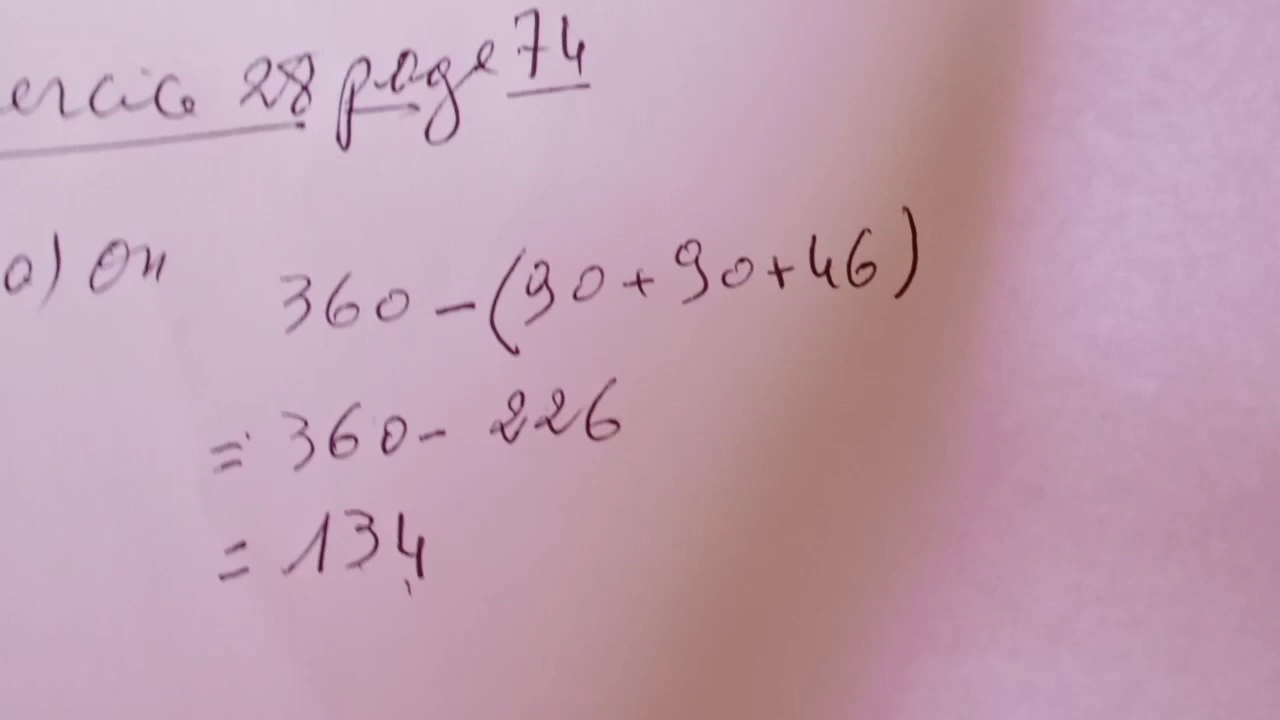 ercice 28 page 74
a) On 360 - (90 + 90 + 46)
= 360 - 226
= 134